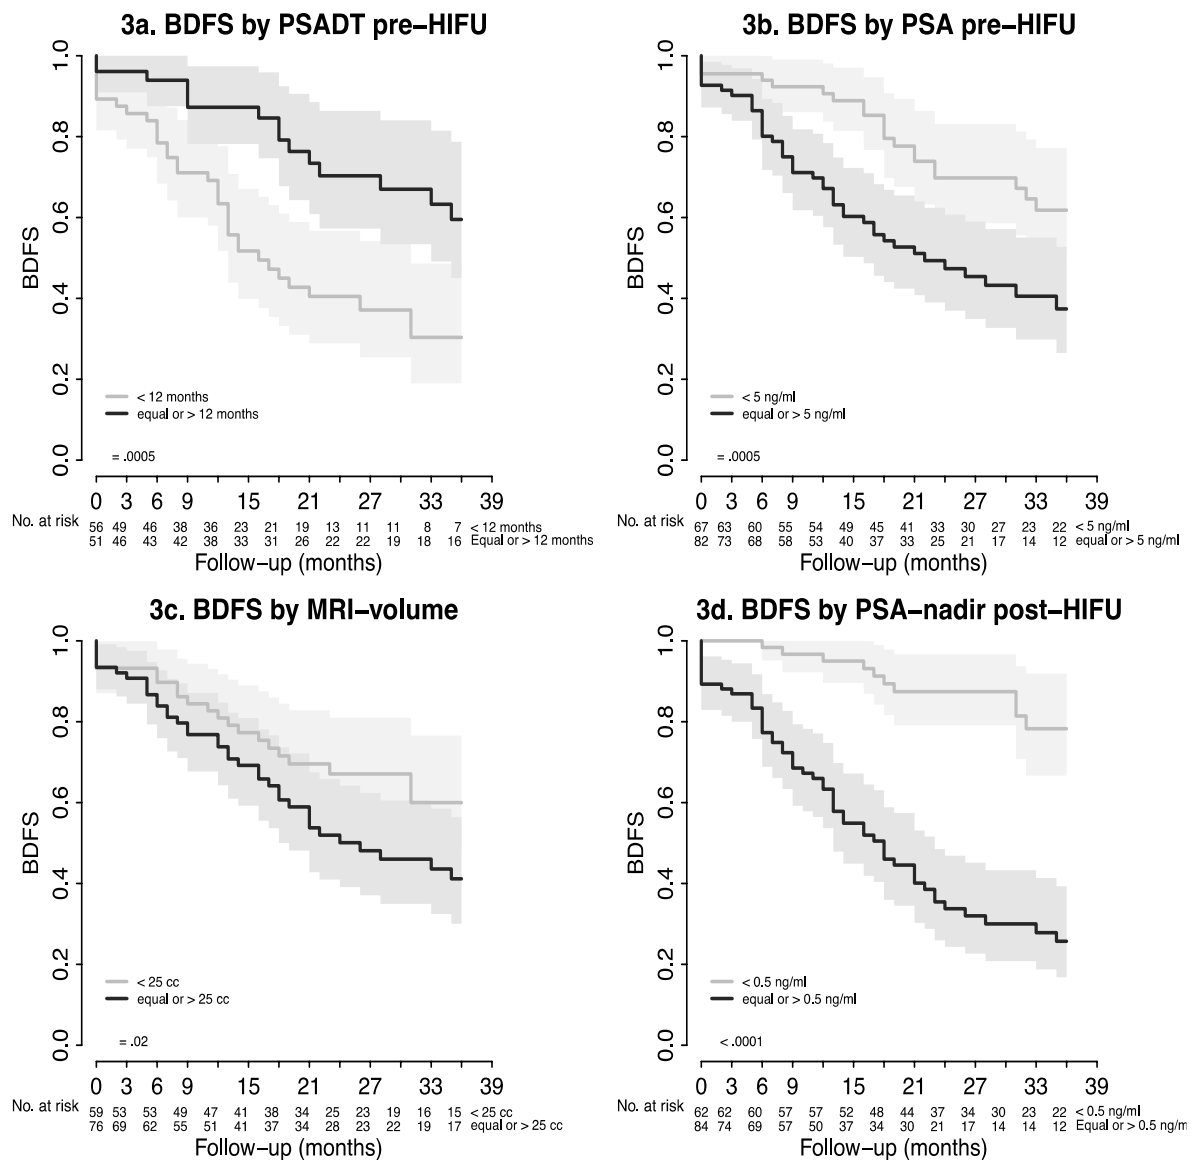 3a. BDFS by PSADT pre–HIFU
1.0
0.8
0.6
0.4
0.2
0.0
BDFS
< 12 months
equal or > 12 months
= .0005
0 3 6 9 15 21 27 33 39
No. at risk
56 49 46 38 36 23 21 19 13 11 11 8 7 < 12 months
51 46 43 42 38 33 31 26 22 22 19 18 16 Equal or > 12 months
Follow–up (months)
3b. BDFS by PSA pre–HIFU
1.0
0.8
0.6
0.4
0.2
0.0
BDFS
< 5 ng/ml
equal or > 5 ng/ml
= .0005
0 3 6 9 15 21 27 33 39
No. at risk
67 63 60 55 54 49 45 41 33 30 27 23 22 < 5 ng/ml
82 73 68 58 53 40 37 33 25 21 17 14 12 equal or > 5 ng/ml
Follow–up (months)
3c. BDFS by MRI–volume
1.0
0.8
0.6
0.4
0.2
0.0
BDFS
< 25 cc
equal or > 25 cc
= .02
0 3 6 9 15 21 27 33 39
No. at risk
59 53 53 49 47 41 38 34 25 23 19 16 15 < 25 cc
76 69 62 55 51 41 37 34 28 28 22 19 17 equal or > 25 cc
Follow–up (months)
3d. BDFS by PSA–nadir post–HIFU
1.0
0.8
0.6
0.4
0.2
0.0
BDFS
< 0.5 ng/ml
equal or > 0.5 ng/ml
< .0001
0 3 6 9 15 21 27 33 39
No. at risk
62 62 60 57 57 52 48 44 37 34 30 23 22 < 0.5 ng/ml
84 74 69 57 50 37 34 30 21 17 14 14 12 Equal or > 0.5 ng/m
Follow–up (months)